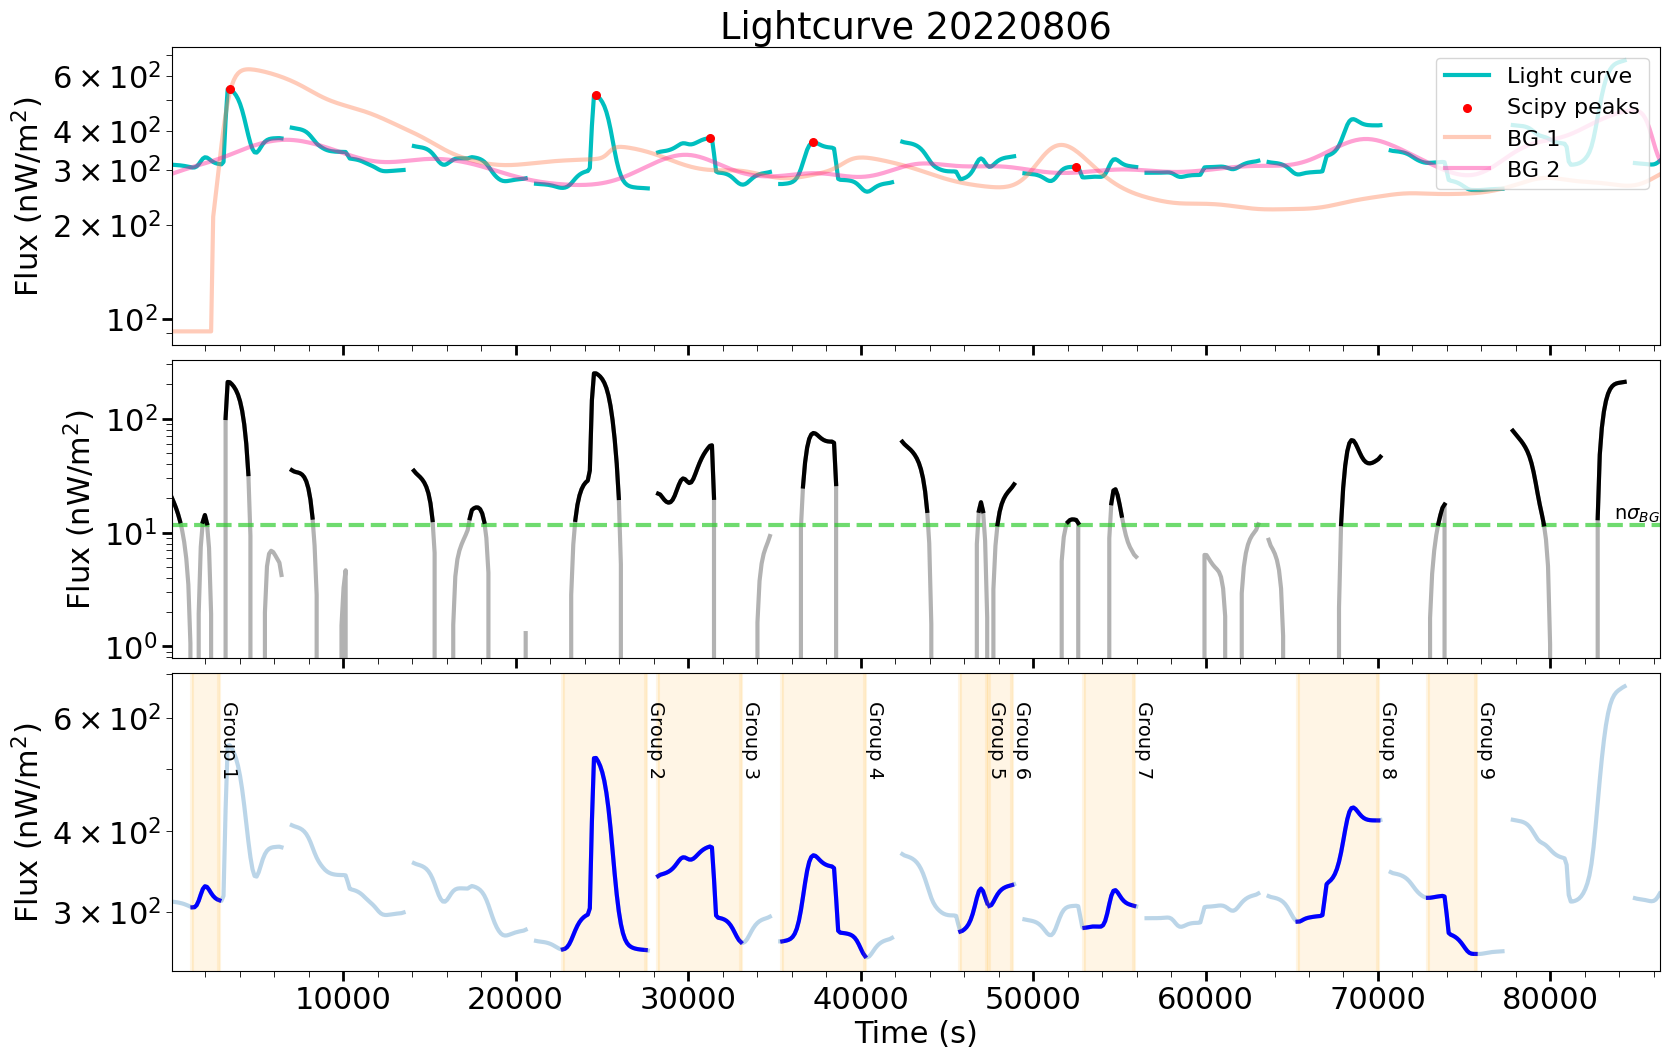 Lightcurve 20220806
Flux (nW/m²)
6 × 10²
4 × 10²
3 × 10²
2 × 10²
10²
Light curve
Scipy peaks
BG 1
BG 2
Flux (nW/m²)
10²
10¹
10⁰
nσ_BG
Flux (nW/m²)
6 × 10²
4 × 10²
3 × 10²
Group 1
Group 2
Group 3
Group 4
Group 5
Group 6
Group 7
Group 8
Group 9
10000 20000 30000 40000 50000 60000 70000 80000
Time (s)